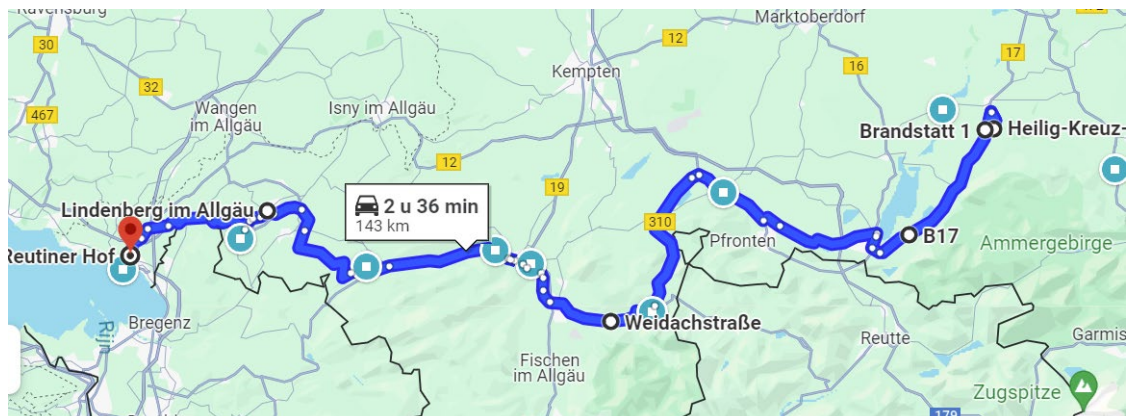 Ravensburg
30
32
467
Wangen
im Allgäu
Isny im Allgäu
12
Kempten
12
Marktoberdorf
16
472
17
Brandstatt 1
Heilig-Kreuz-
Lindenberg im Allgäu
2 u 36 min
143 km
19
310
Pfronten
B17
Ammergebirge
Reutiner Hof
Rijn
Bregenz
Weidachstraße
Fischen
im Allgäu
Reutte
Garmis
Zugspitze
179